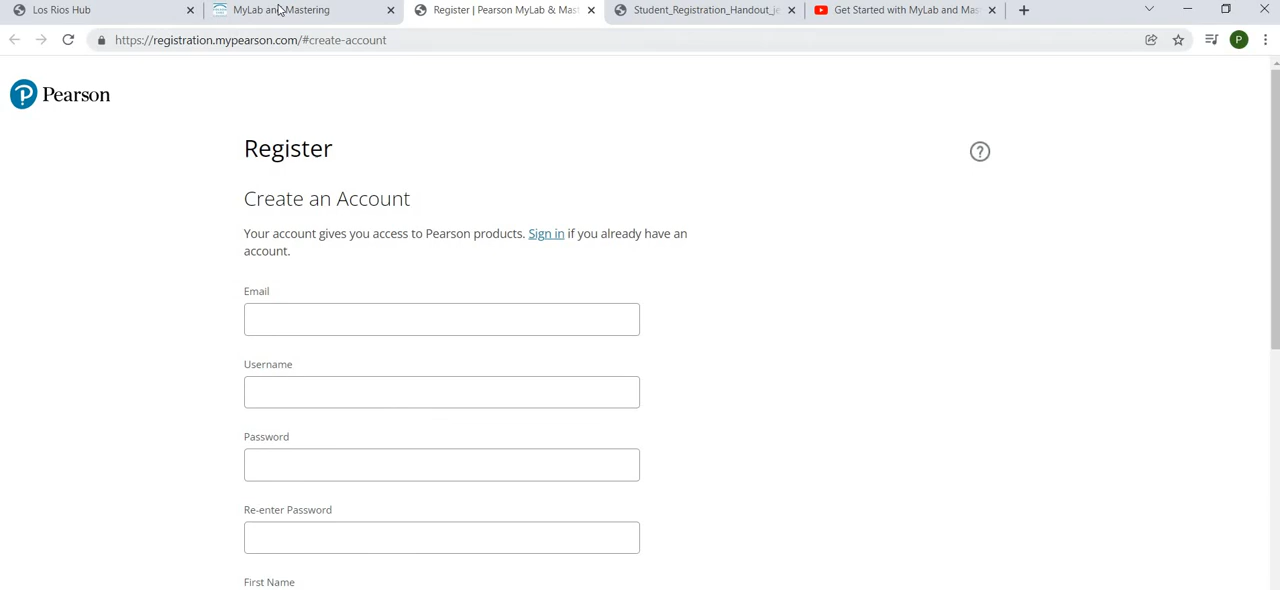 Los Rios Hub
MyLab and Mastering
Register | Pearson MyLab & Mast
Student_Registration_Handout_je
Get Started with MyLab and Mas
https://registration.mypearson.com/#create-account
P
Pearson
Register
?
Create an Account
Your account gives you access to Pearson products. Sign in if you already have an
account.
Email
Username
Password
Re-enter Password
First Name